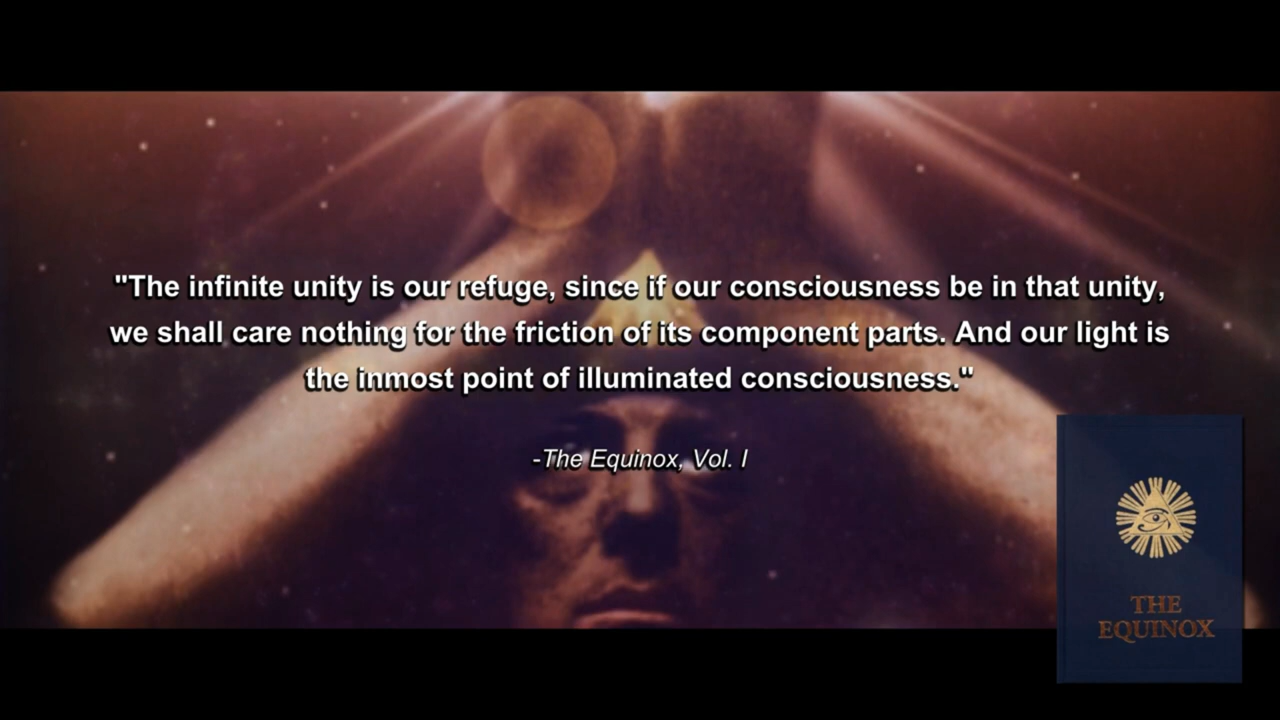 "The infinite unity is our refuge, since if our consciousness be in that unity,
we shall care nothing for the friction of its component parts. And our light is
the inmost point of illuminated consciousness."
-The Equinox, Vol. I
THE
EQUINOX